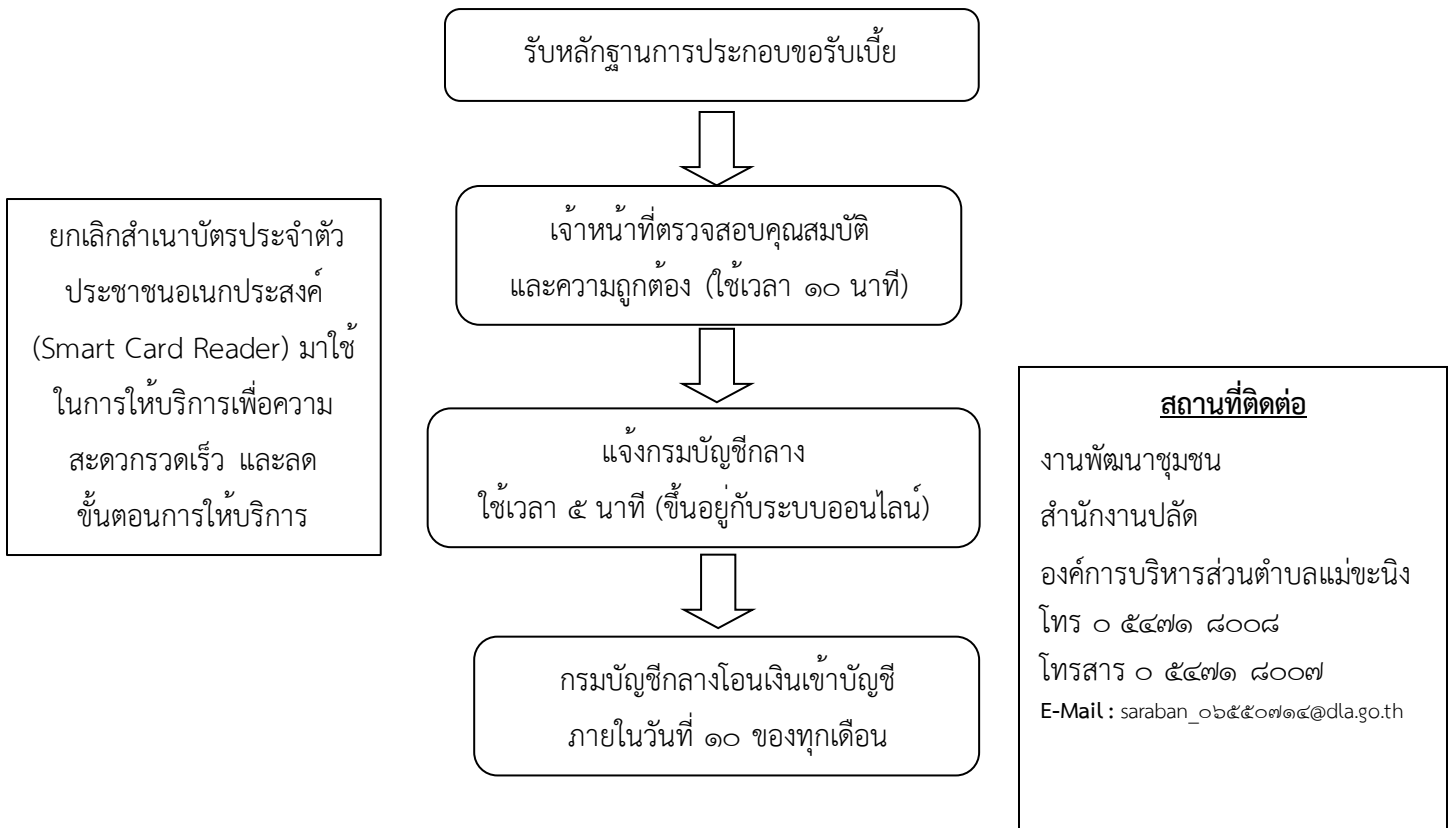 รับหลักฐานการประกอบขอรับเบี้ย
เจ้าหน้าที่ตรวจสอบคุณสมบัติ
และความถูกต้อง (ใช้เวลา ๑๐ นาที)
ยกเลิกสำเนาบัตรประจำตัว
ประชาชนอเนกประสงค์
(Smart Card Reader) มาใช้
ในการให้บริการเพื่อความ
สะดวกรวดเร็ว และลด
ขั้นตอนการให้บริการ
แจ้งกรมบัญชีกลาง
ใช้เวลา ๕ นาที (ขึ้นอยู่กับระบบออนไลน์)
กรมบัญชีกลางโอนเงินเข้าบัญชี
ภายในวันที่ ๑๐ ของทุกเดือน
สถานที่ติดต่อ
งานพัฒนาชุมชน
สำนักงานปลัด
องค์การบริหารส่วนตำบลแม่ขะนิง
โทร ๐ ๕๔๗๑ ๘๐๐๘
โทรสาร ๐ ๕๔๗๑ ๘๐๐๗
E-Mail : saraban_๐๖๕๕๐๗๑๔@dla.go.th